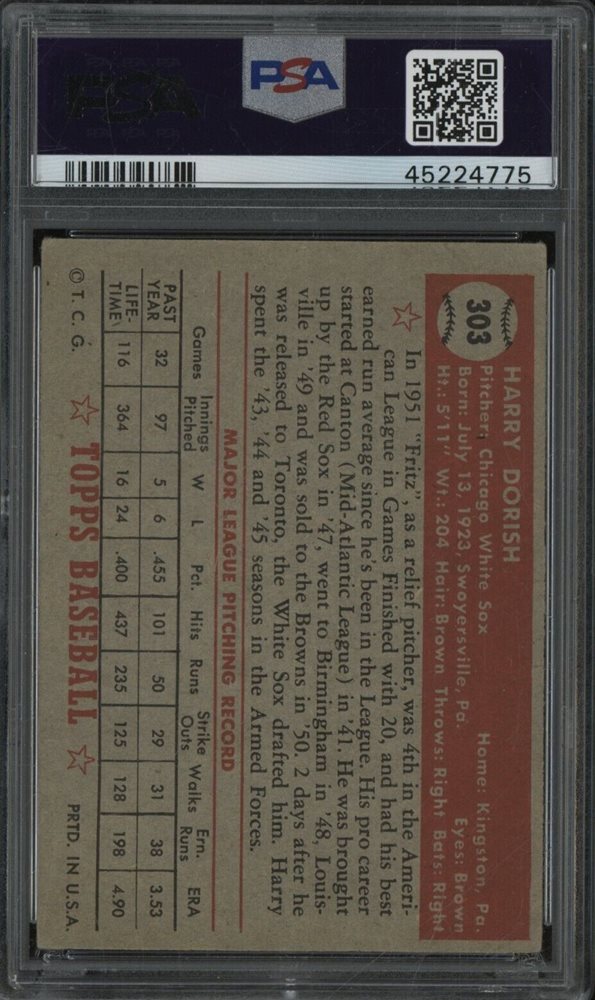 PSA
PSA
45224775
303
HARRY DORISH
Pitcher: Chicago White Sox Home: Kingston, Pa.
Born: July 13, 1923, Swoyersville, Pa. Eyes: Brown
Ht.: 5'11" Wt.: 204 Hair: Brown Throws: Right Bats: Right
In 1951 "Fritz", as a relief pitcher, was 4th in the Ameri-
can League in Games Finished with 20, and had his best
earned run average since he's been in the League. His pro career
started at Canton (Mid-Atlantic League) in '41. He was brought
up by the Red Sox in '47, went to Birmingham in '48, Louis-
ville in '49 and was sold to the Browns in '50. 2 days after he
was released to Toronto, the White Sox drafted him. Harry
spent the '43, '44 and '45 seasons in the Armed Forces.
MAJOR LEAGUE PITCHING RECORD
Games Innings Pitched W L Pct. Hits Runs Strike Outs Walks Ern. Runs ERA
PAST YEAR 32 97 5 6 .455 101 50 29 31 38 3.53
LIFE-TIME 116 364 16 24 .400 437 235 125 128 198 4.90
© T. C. G. TOPPS BASEBALL PRTD. IN U.S.A.